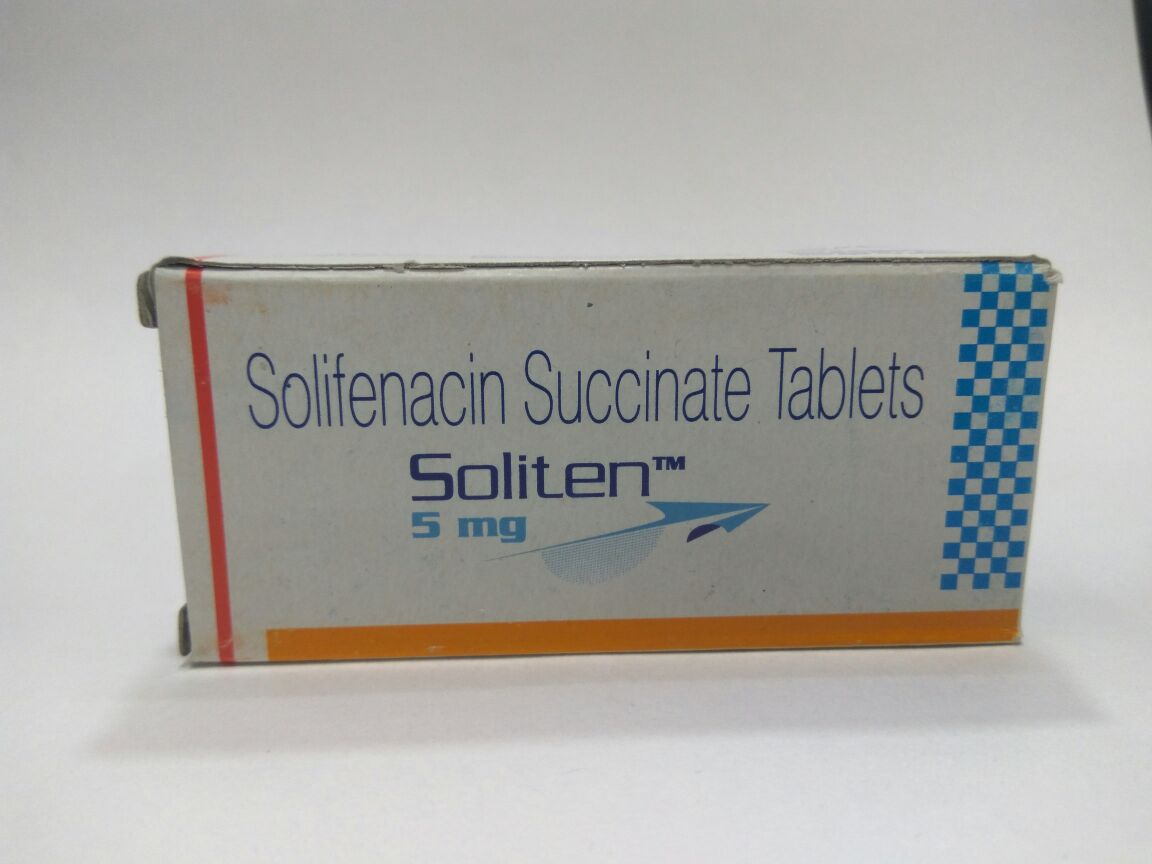 Solifenacin Succinate Tablets
Soliten™
5 mg